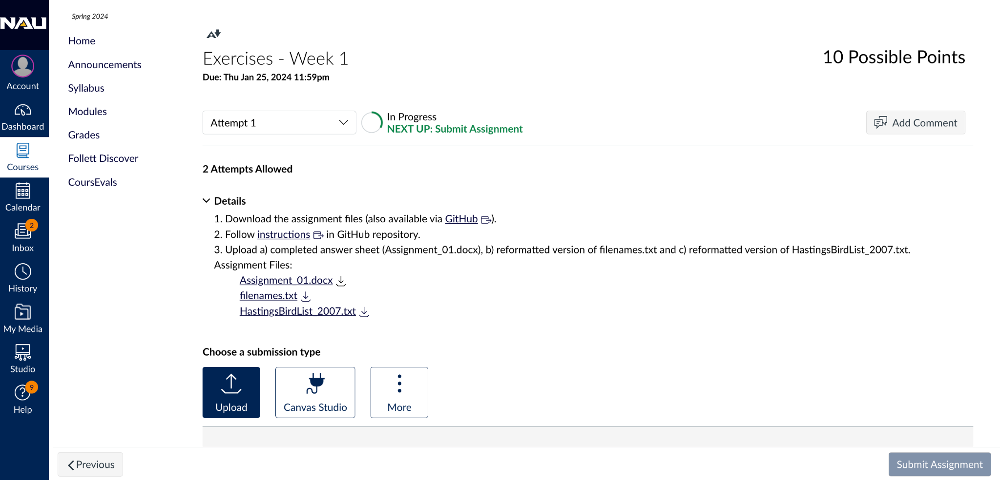 NAU
Account
Dashboard
Courses
Calendar
2
Inbox
History
My Media
Studio
9
Help
Spring 2024
Home
Announcements
Syllabus
Modules
Grades
Follett Discover
CoursEvals
Exercises - Week 1
10 Possible Points
Due: Thu Jan 25, 2024 11:59pm
Attempt 1
In Progress
NEXT UP: Submit Assignment
Add Comment
2 Attempts Allowed
Details
1. Download the assignment files (also available via GitHub).
2. Follow instructions in GitHub repository.
3. Upload a) completed answer sheet (Assignment_01.docx), b) reformatted version of filenames.txt and c) reformatted version of HastingsBirdList_2007.txt.
Assignment Files:
Assignment_01.docx
filenames.txt
HastingsBirdList_2007.txt
Choose a submission type
Upload
Canvas Studio
More
Previous
Submit Assignment